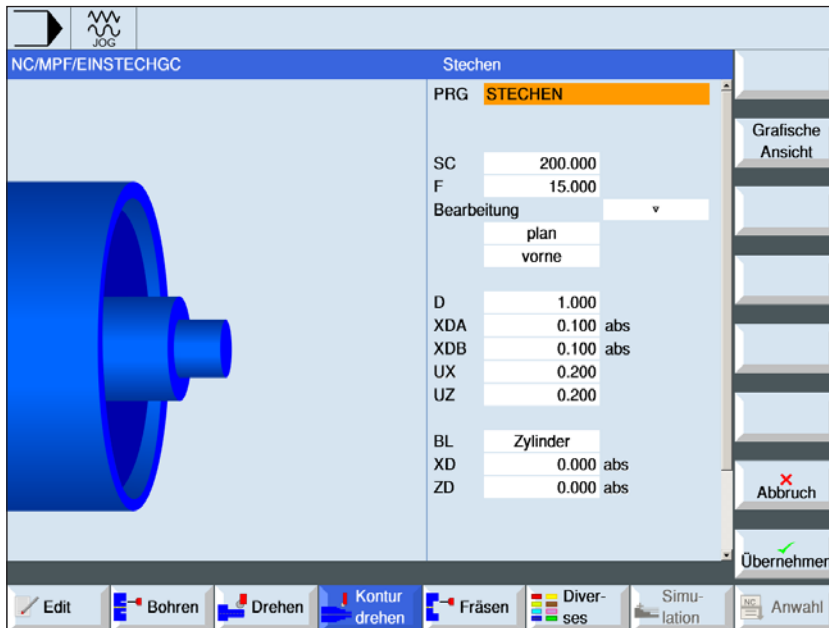 JOG
NC/MPF/EINSTECHGC
Stechen
PRG STECHEN
SC 200.000
F 15.000
Bearbeitung ▿
plan
vorne
D 1.000
XDA 0.100 abs
XDB 0.100 abs
UX 0.200
UZ 0.200
BL Zylinder
XD 0.000 abs
ZD 0.000 abs
Grafische
Ansicht
Abbruch
Übernehmen
Edit
Bohren
Drehen
Kontur
drehen
Fräsen
Diver-
ses
Simu-
lation
NC
Anwahl